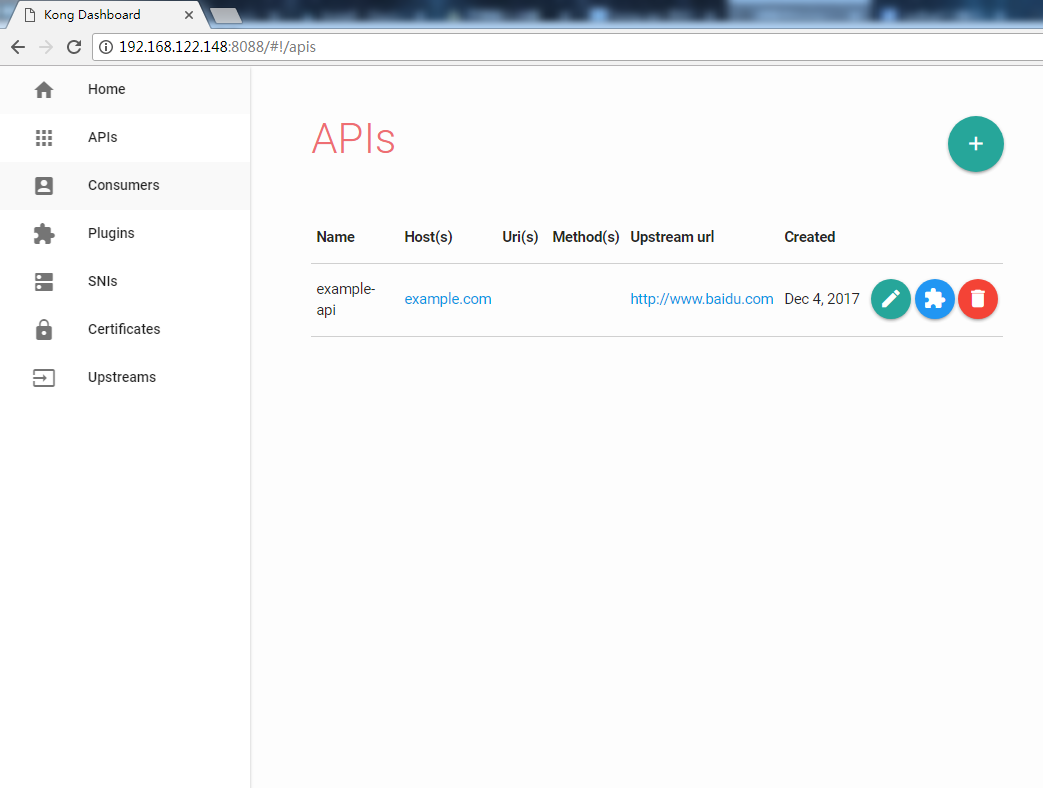 Kong Dashboard
192.168.122.148:8088/#!/apis
Home
APIs
Consumers
Plugins
SNIs
Certificates
Upstreams
APIs
Name Host(s) Uri(s) Method(s) Upstream url Created
example-
api
example.com http://www.baidu.com Dec 4, 2017